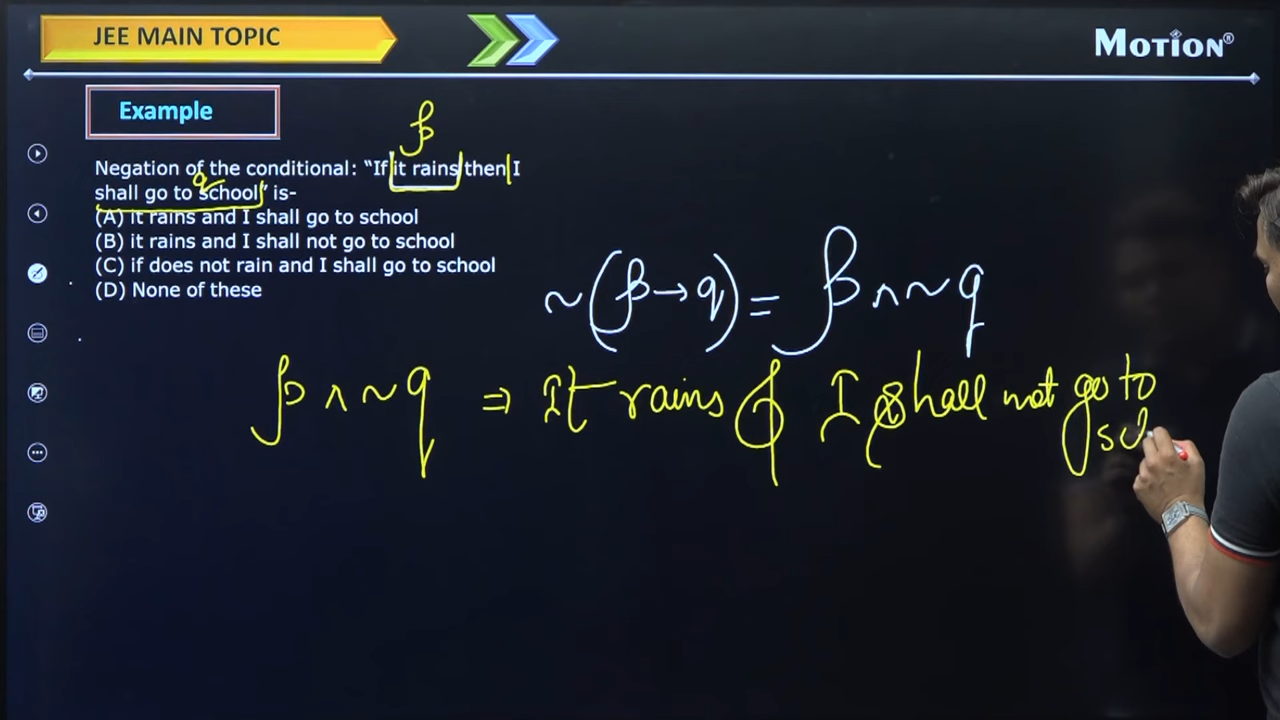 JEE MAIN TOPIC
MOTION®
Example
p
Negation of the conditional: “If it rains then I
q
shall go to school” is-
(A) it rains and I shall go to school
(B) it rains and I shall not go to school
(C) if does not rain and I shall go to school
(D) None of these
~(p→q) = p ∧ ~q
p ∧ ~q ⇒ It rains & I shall not go to
sch